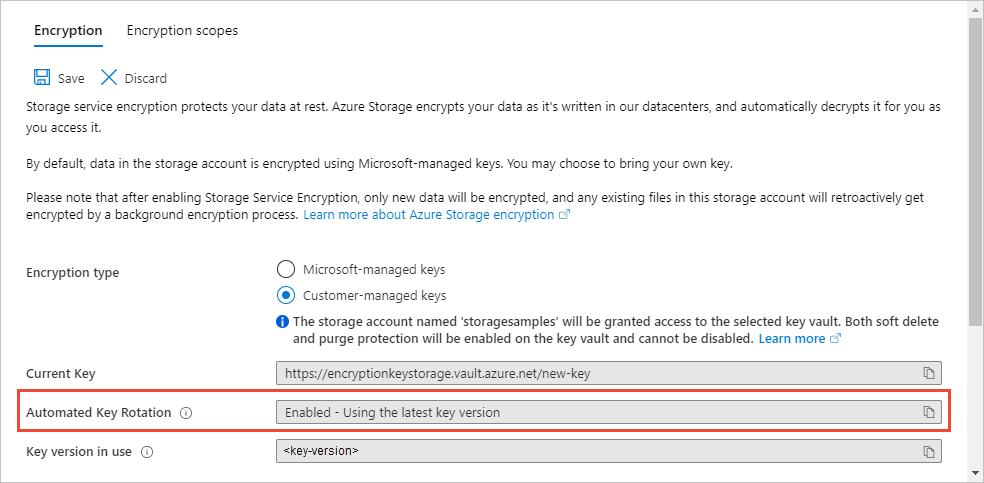 Encryption Encryption scopes
Save Discard
Storage service encryption protects your data at rest. Azure Storage encrypts your data as it's written in our datacenters, and automatically decrypts it for you as
you access it.
By default, data in the storage account is encrypted using Microsoft-managed keys. You may choose to bring your own key.
Please note that after enabling Storage Service Encryption, only new data will be encrypted, and any existing files in this storage account will retroactively get
encrypted by a background encryption process. Learn more about Azure Storage encryption
Encryption type Microsoft-managed keys
Customer-managed keys
The storage account named 'storagesamples' will be granted access to the selected key vault. Both soft delete
and purge protection will be enabled on the key vault and cannot be disabled. Learn more
Current Key https://encryptionkeystorage.vault.azure.net/new-key
Automated Key Rotation Enabled - Using the latest key version
Key version in use <key-version>